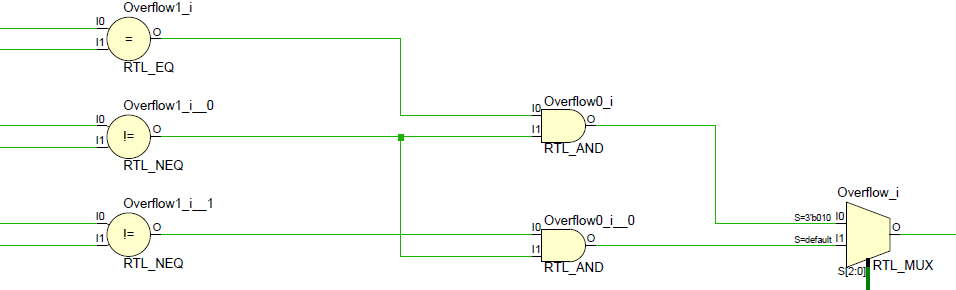 Overflow1_i
I0
I1
O
=
RTL_EQ
Overflow1_i__0
I0
I1
O
!=
RTL_NEQ
Overflow0_i
I0
I1
O
RTL_AND
Overflow1_i__1
I0
I1
O
!=
RTL_NEQ
Overflow0_i__0
I0
I1
O
RTL_AND
Overflow_i
S=3'b010 I0
S=default I1
O
S[2:0]
RTL_MUX